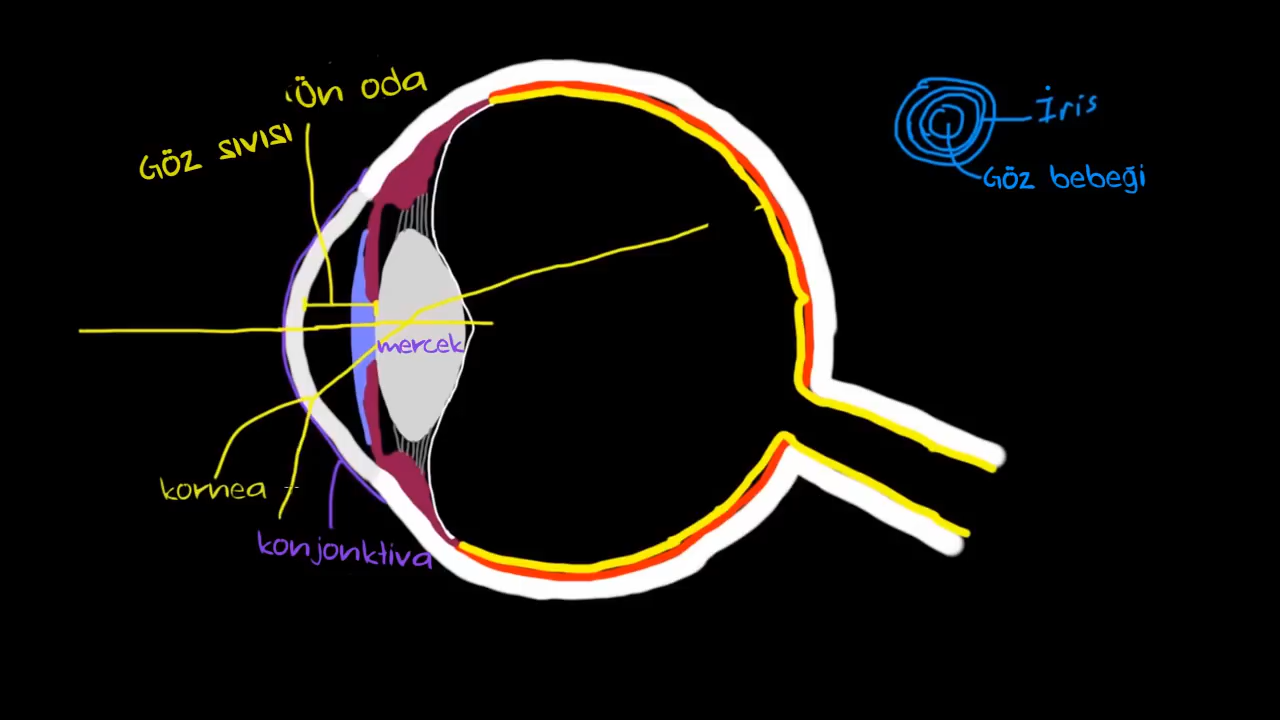 Ön oda
Göz sıvısı
İris
Göz bebeği
mercek
kornea
konjonktiva